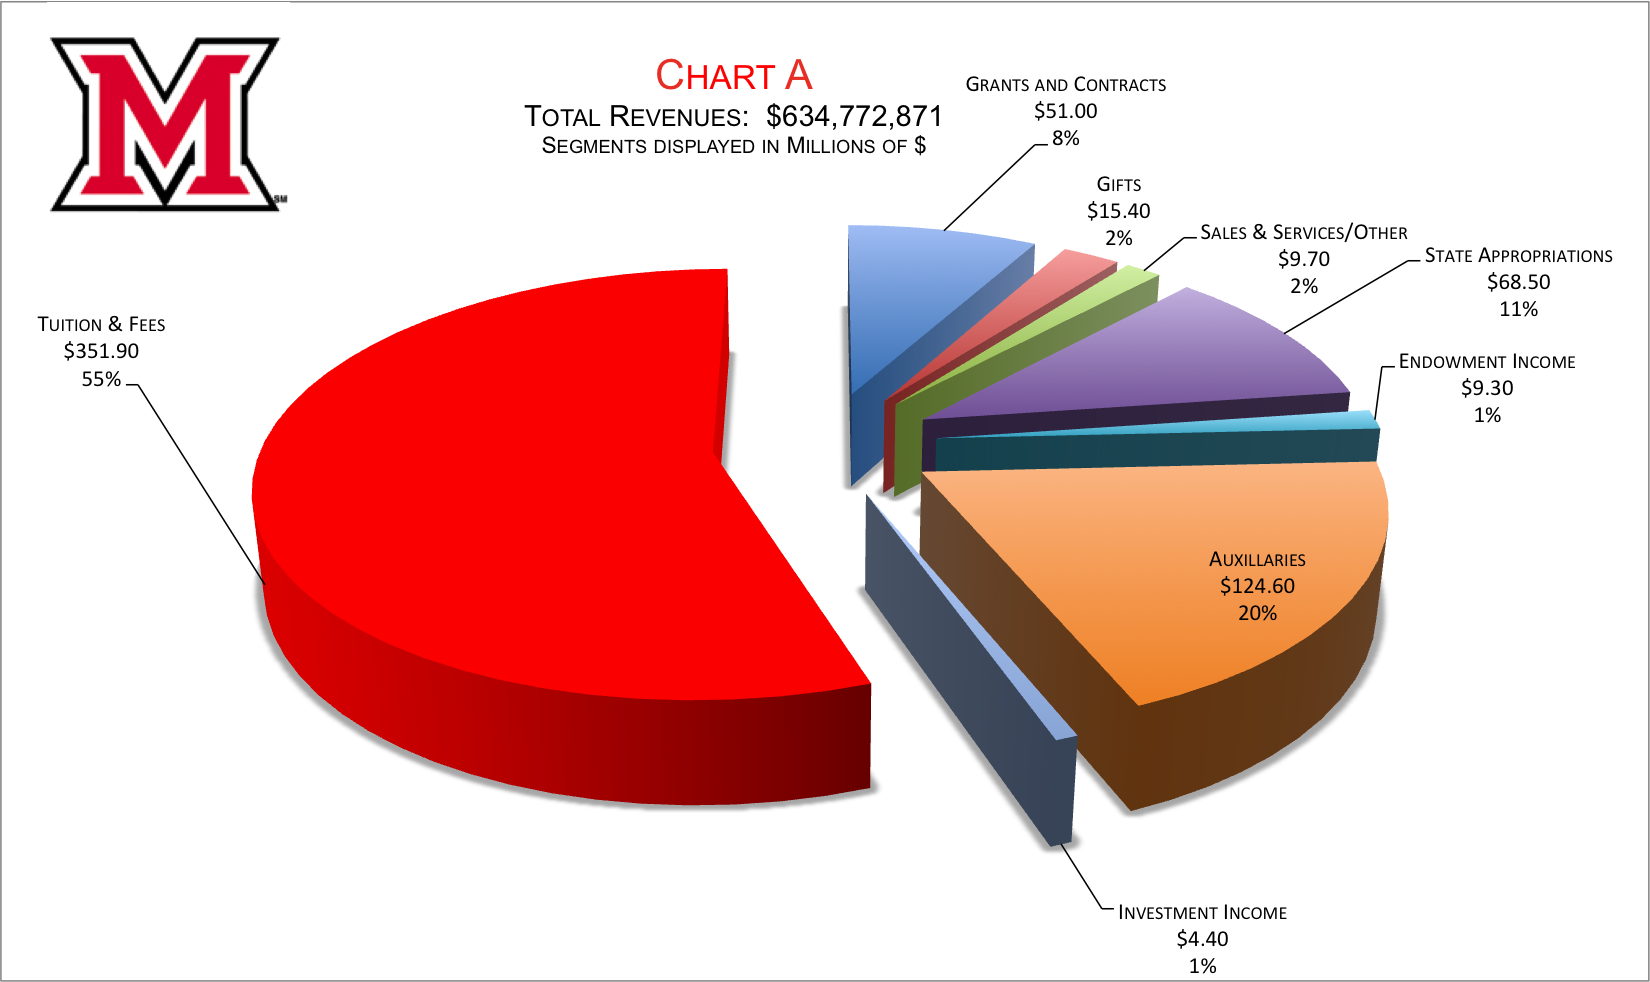 M
SM
CHART A
TOTAL REVENUES: $634,772,871
SEGMENTS DISPLAYED IN MILLIONS OF $
GRANTS AND CONTRACTS
$51.00
8%
GIFTS
$15.40
2%
SALES & SERVICES/OTHER
$9.70
2%
STATE APPROPRIATIONS
$68.50
11%
TUITION & FEES
$351.90
55%
ENDOWMENT INCOME
$9.30
1%
AUXILLARIES
$124.60
20%
INVESTMENT INCOME
$4.40
1%